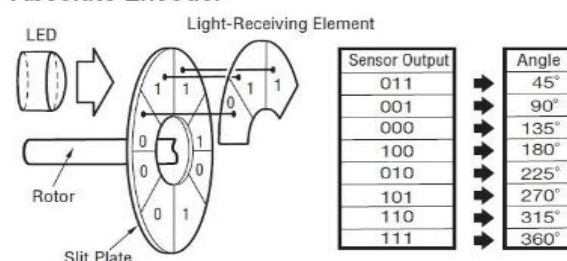 Light-Receiving Element
LED
1 1 1 1
0
0 0 1
0 0
0 1
Rotor
Slit Plate
Sensor Output Angle
011 45°
001 90°
000 135°
100 180°
010 225°
101 270°
110 315°
111 360°